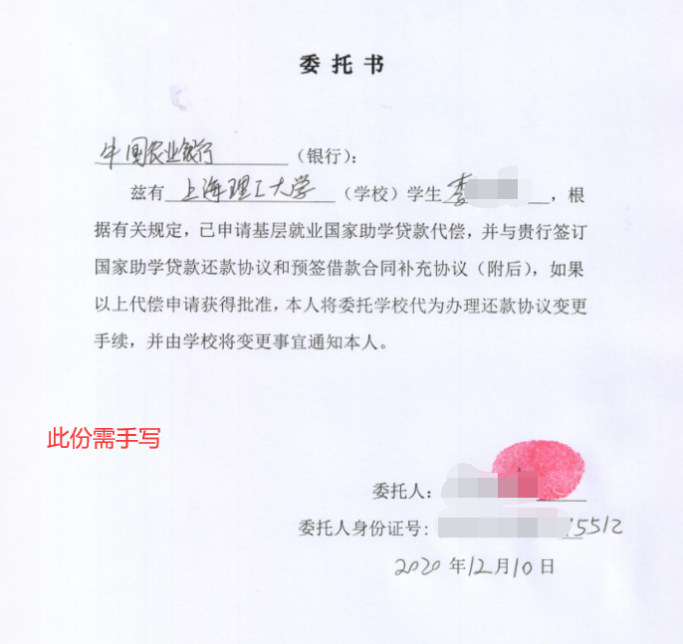 委托书
中国农业银行（银行）：
兹有上海理工大学（学校）学生，根
据有关规定，已申请基层就业国家助学贷款代偿，并与贵行签订
国家助学贷款还款协议和预签借款合同补充协议（附后），如果
以上代偿申请获得批准，本人将委托学校代为办理还款协议变更
手续，并由学校将变更事宜通知本人。
此份需手写
委托人：
委托人身份证号：5512
2020年12月10日